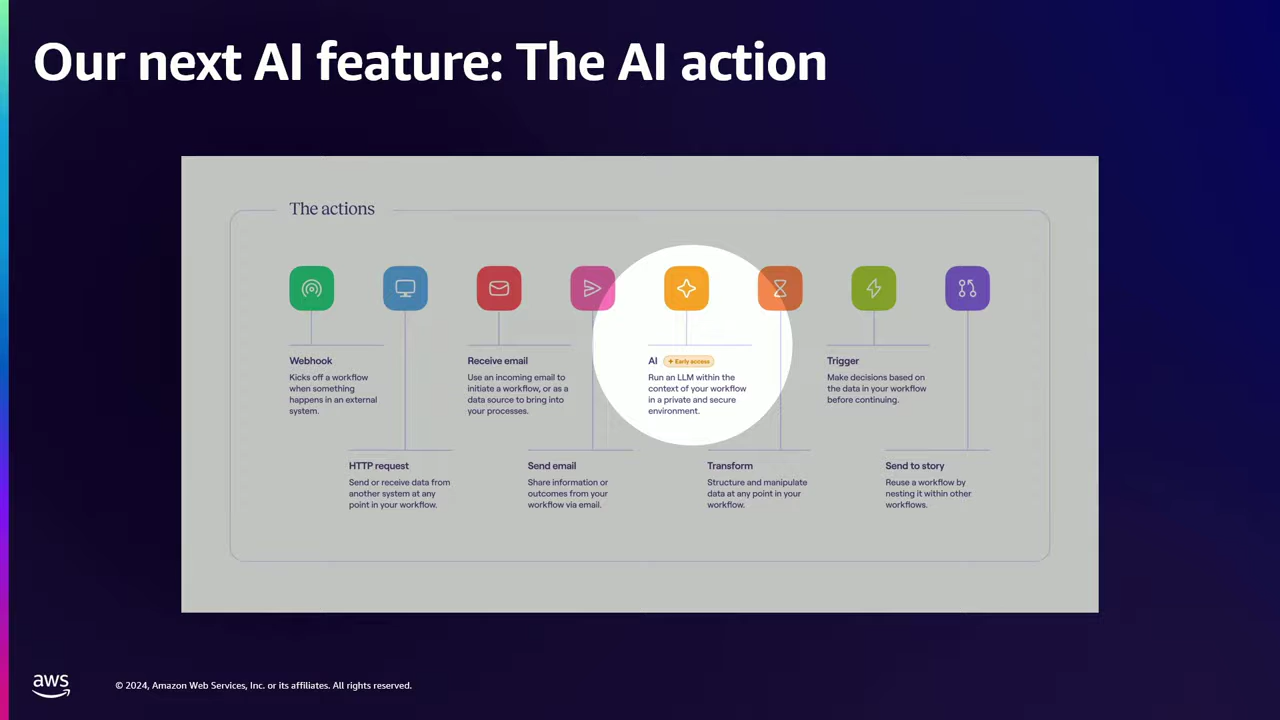 Our next AI feature: The AI action
The actions
Webhook
Kicks off a workflow
when something
happens in an external
system.
Receive email
Use an incoming email to
initiate a workflow, or as a
data source to bring into
your processes.
AI
Early access
Run an LLM within the
context of your workflow
in a private and secure
environment.
Trigger
Make decisions based on
the data in your workflow
before continuing.
HTTP request
Send or receive data from
another system at any
point in your workflow.
Send email
Share information or
outcomes from your
workflow via email.
Transform
Structure and manipulate
data at any point in your
workflow.
Send to story
Reuse a workflow by
nesting it within other
workflows.
aws
© 2024, Amazon Web Services, Inc. or its affiliates. All rights reserved.